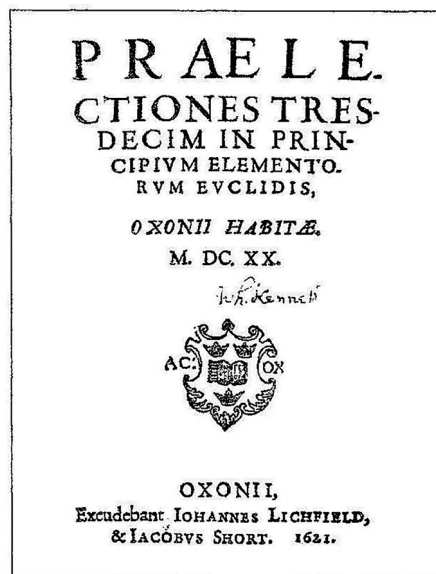 PRAELE-
CTIONES TRES-
DECIM IN PRIN-
CIPIVM ELEMENTO-
RVM EVCLIDIS,
OXONII HABITÆ.
M. DC. XX.
Wh. Kennett
AC: OX
OXONII,
Excudebant IOHANNES LICHFIELD,
& IACOBVS SHORT. 1621.